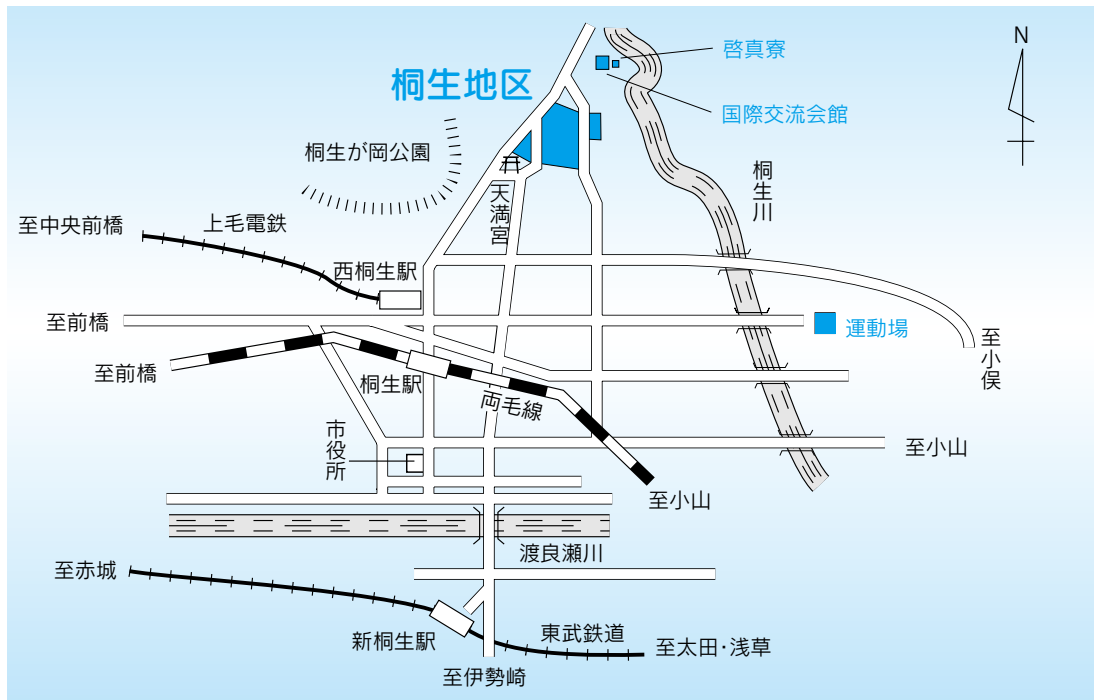 N
啓真寮
桐生地区
国際交流会館
桐生が岡公園
桐生川
天満宮
至中央前橋
上毛電鉄
西桐生駅
至前橋
運動場
至小俣
至前橋
桐生駅
両毛線
市役所
至小山
至小山
渡良瀬川
至赤城
新桐生駅
東武鉄道
至太田・浅草
至伊勢崎